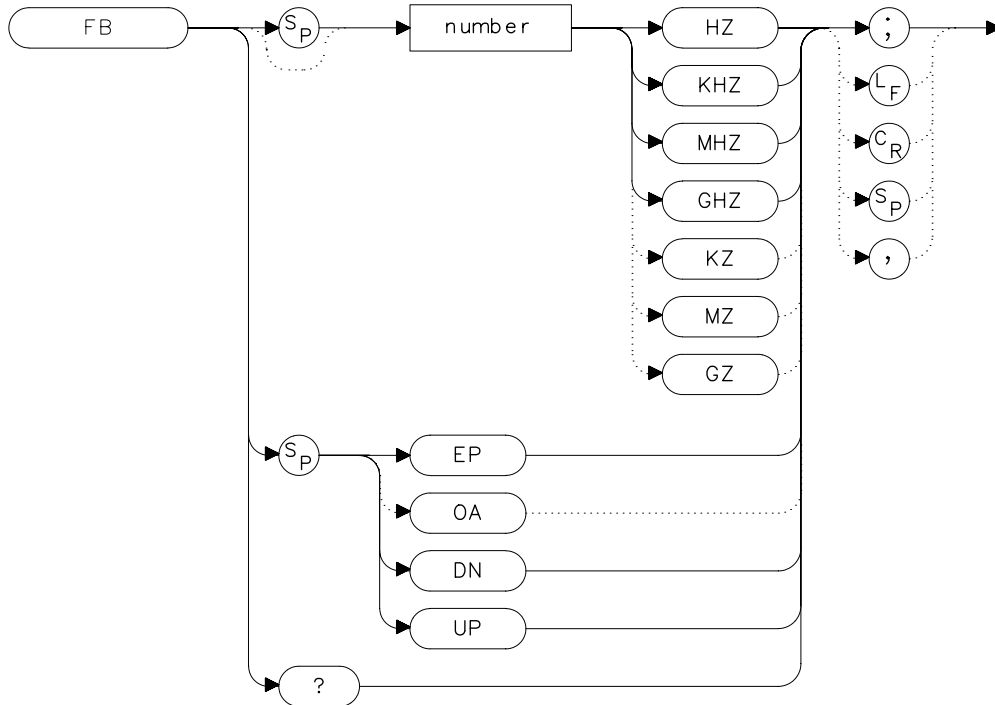 FB
SP
number
HZ
;
KHZ
LF
MHZ
CR
GHZ
SP
KZ
,
MZ
GZ
SP
EP
OA
DN
UP
?